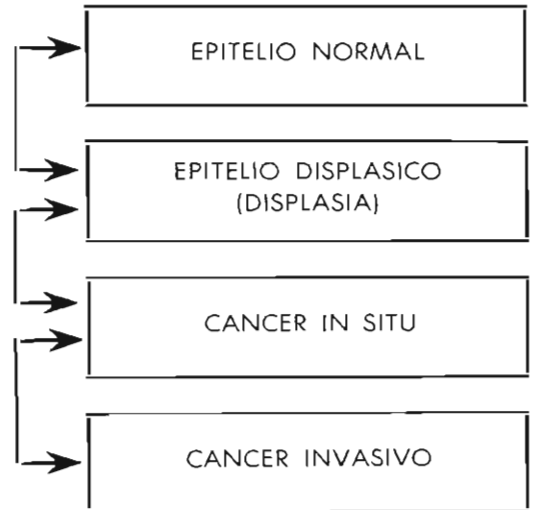 EPITELIO NORMAL
EPITELIO DISPLASICO
(DISPLASIA)
CANCER IN SITU
CANCER INVASIVO